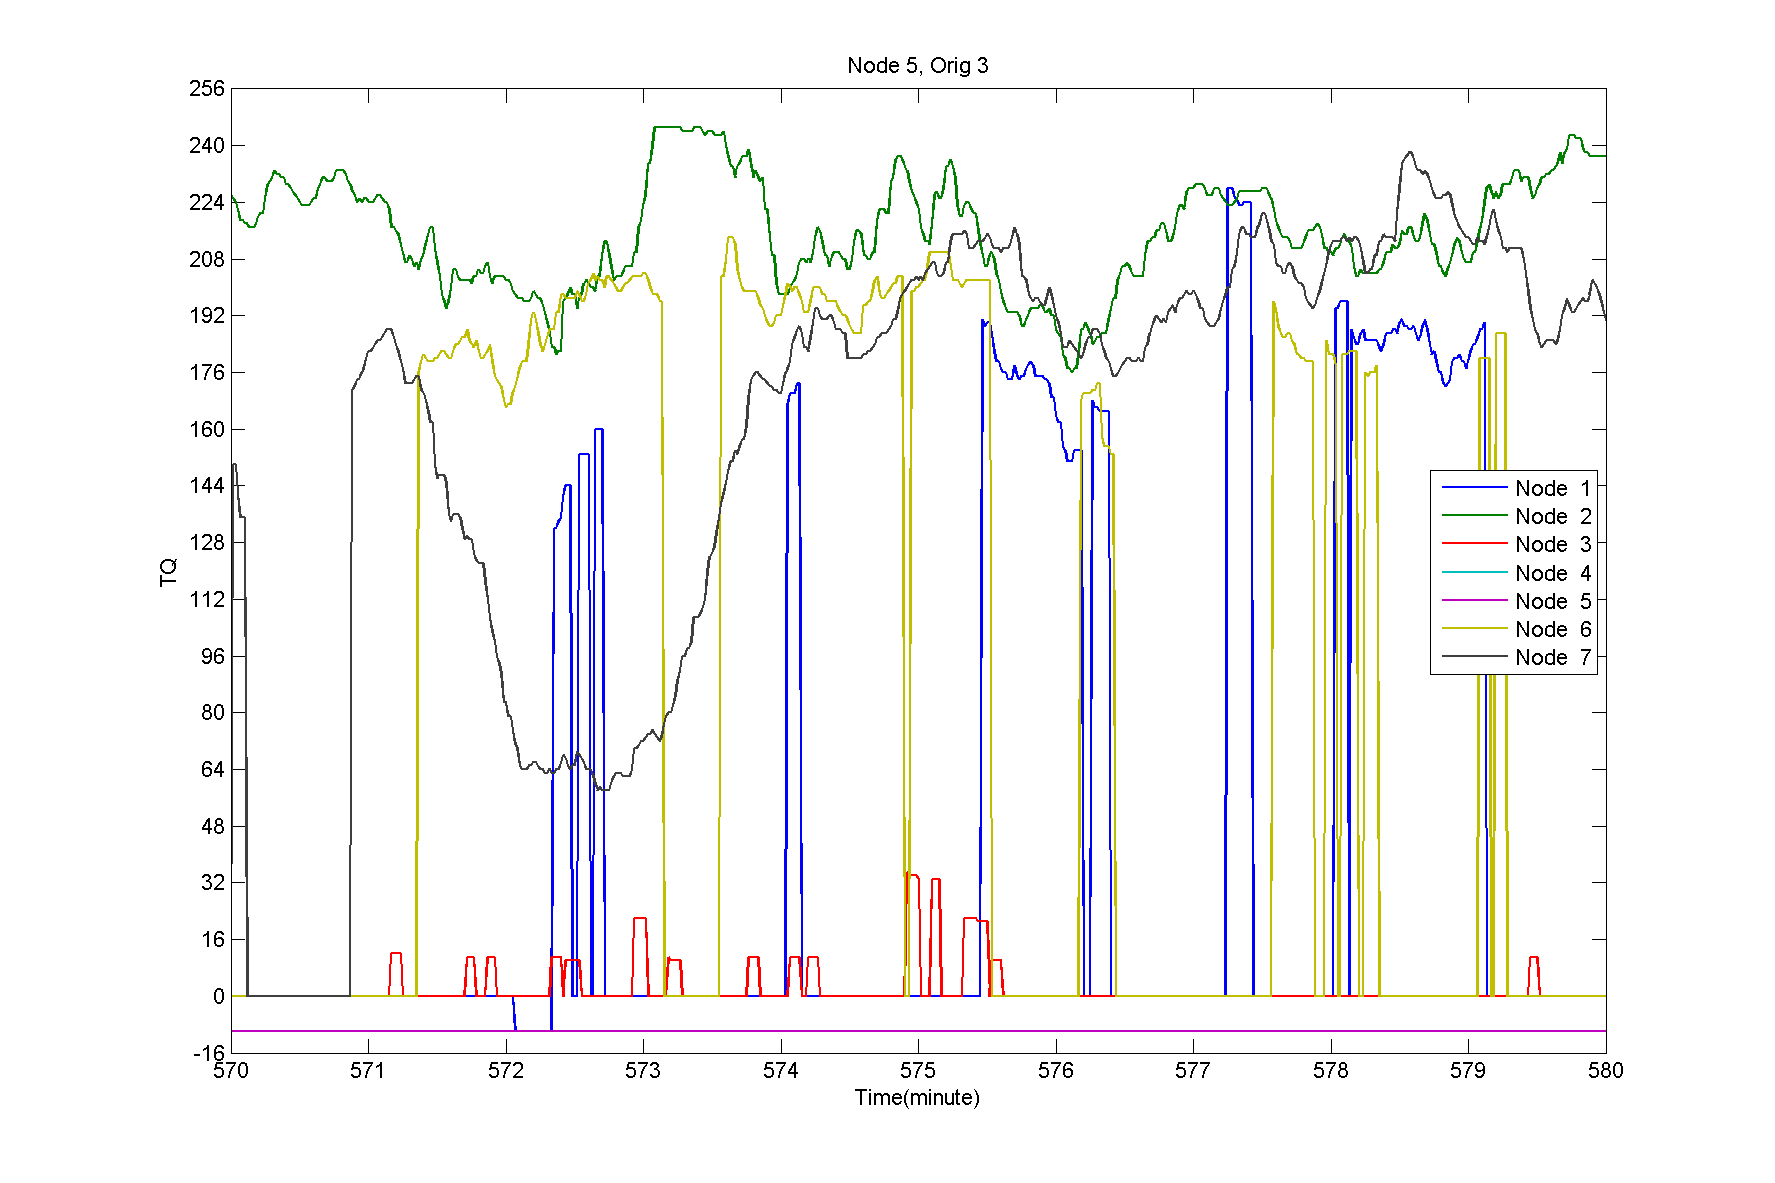 Node 5, Orig 3
256
240
224
208
192
176
160
144
128
112
96
80
64
48
32
16
0
-16
TQ
570 571 572 573 574 575 576 577 578 579 580
Time(minute)
Node 1
Node 2
Node 3
Node 4
Node 5
Node 6
Node 7